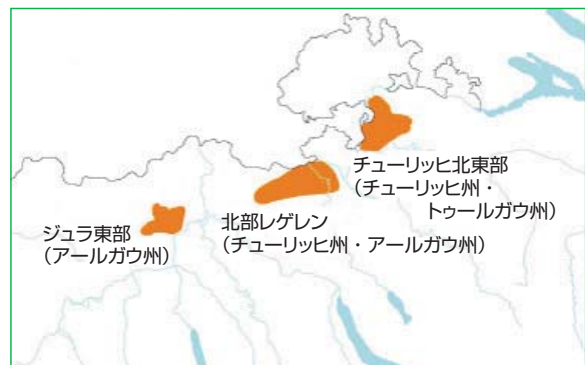 チューリッヒ北東部
（チューリッヒ州・
トゥールガウ州）
北部レゲレン
（チューリッヒ州・アールガウ州）
ジュラ東部
（アールガウ州）